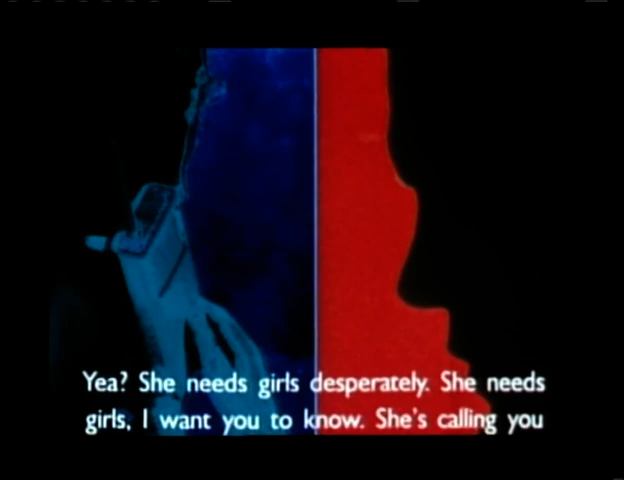 Yea? She needs girls desperately. She needs
girls, I want you to know. She's calling you